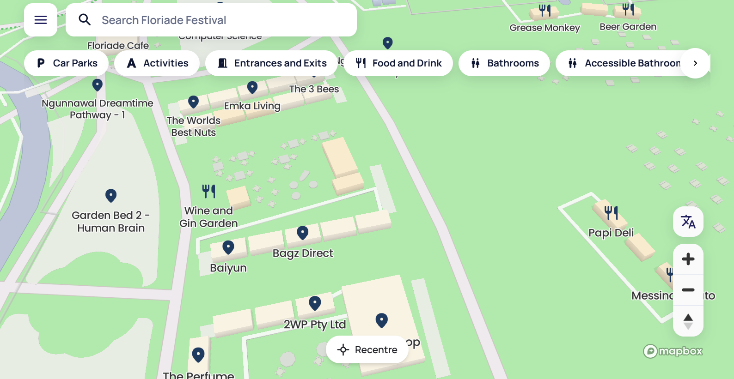 Search Floriade Festival
Grease Monkey
Beer Garden
Computer Science
Floriade Cafe
P Car Parks
A Activities
Entrances and Exits
Food and Drink
Bathrooms
Accessible Bathroom
The 3 Bees
Ngunnawal Dreamtime
Pathway - 1
Emka Living
The Worlds
Best Nuts
Garden Bed 2 -
Human Brain
Wine and
Gin Garden
Papi Deli
Baiyun
Bagz Direct
2WP Pty Ltd
Recentre
mapbox
The Perfume